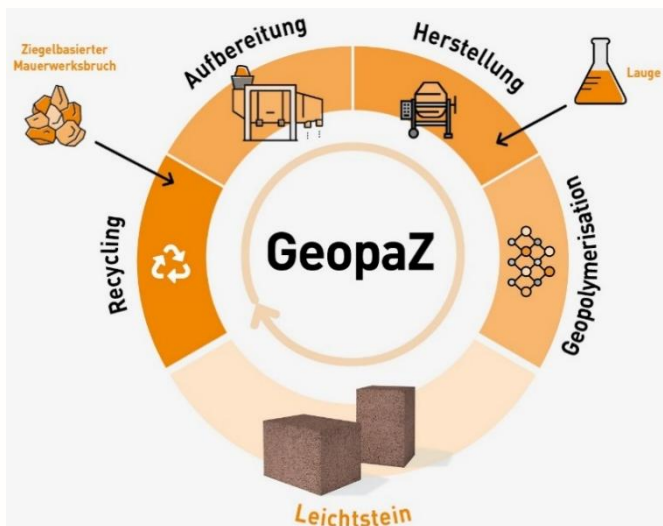 Ziegelbasierter
Mauerwerksbruch
Aufbereitung
Herstellung
Lauge
Recycling
GeopaZ
Geopolymerisation
Leichtstein